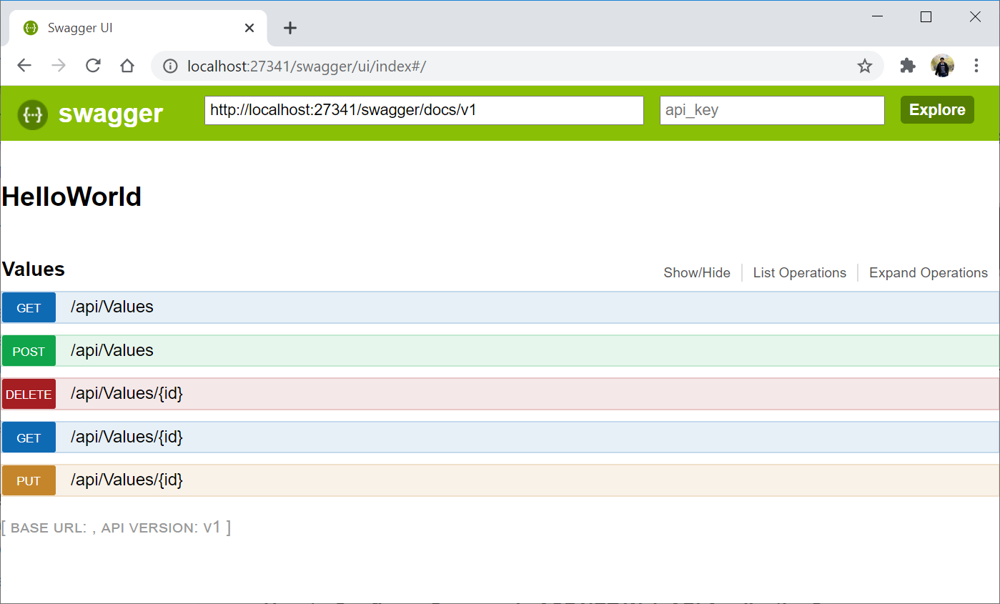 Swagger UI
localhost:27341/swagger/ui/index#/
{···} swagger http://localhost:27341/swagger/docs/v1 api_key Explore
HelloWorld
Values Show/Hide List Operations Expand Operations
GET /api/Values
POST /api/Values
DELETE /api/Values/{id}
GET /api/Values/{id}
PUT /api/Values/{id}
[ BASE URL: , API VERSION: V1 ]